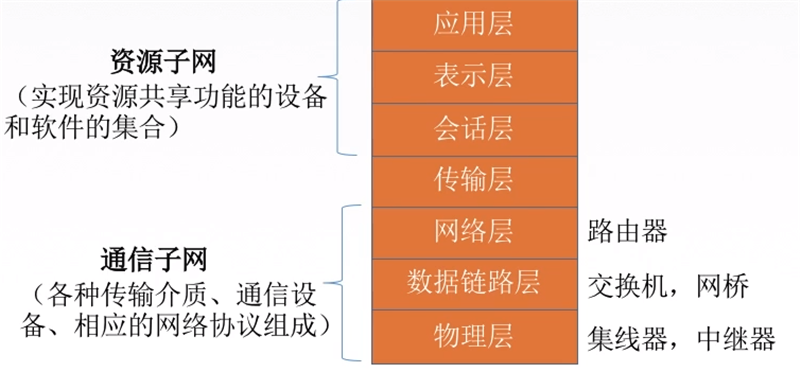 应用层
资源子网
表示层
（实现资源共享功能的设备
和软件的集合）
会话层
传输层
网络层
路由器
通信子网
数据链路层
交换机，网桥
（各种传输介质、通信设
备、相应的网络协议组成）
物理层
集线器，中继器